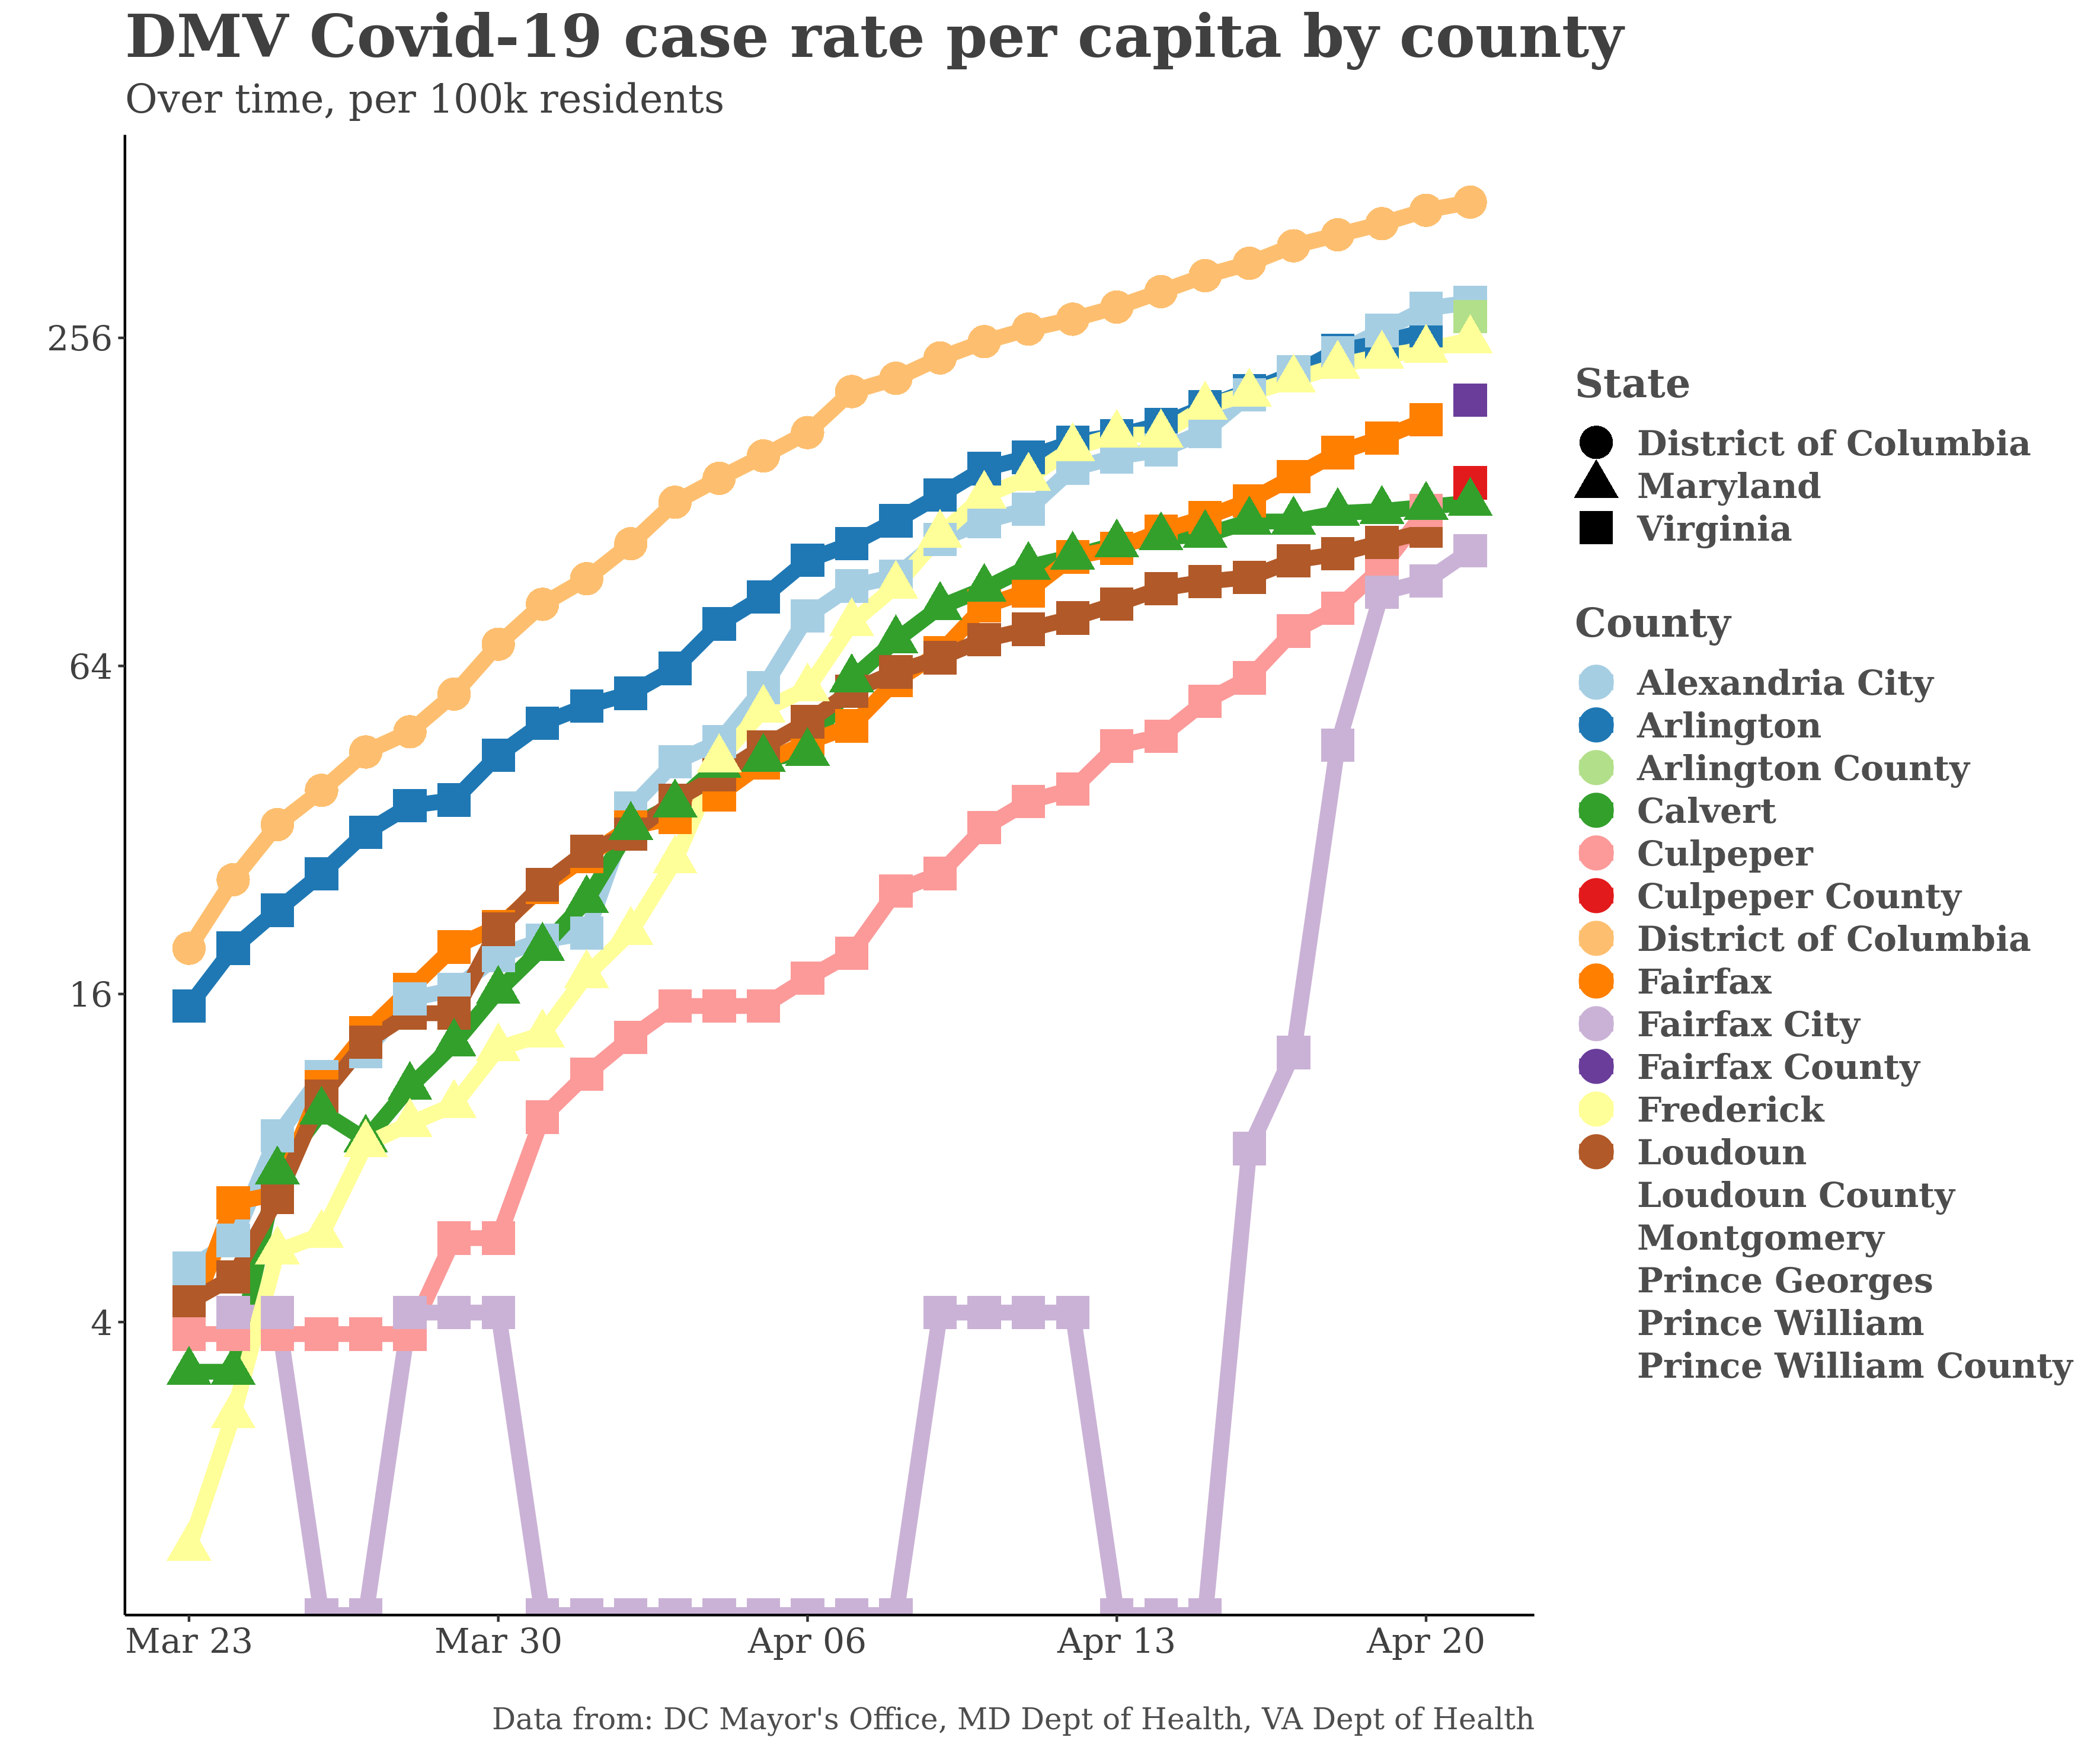 DMV Covid-19 case rate per capita by county
Over time, per 100k residents
256
64
16
4
Mar 23
Mar 30
Apr 06
Apr 13
Apr 20
State
District of Columbia
Maryland
Virginia
County
Alexandria City
Arlington
Arlington County
Calvert
Culpeper
Culpeper County
District of Columbia
Fairfax
Fairfax City
Fairfax County
Frederick
Loudoun
Loudoun County
Montgomery
Prince Georges
Prince William
Prince William County
Data from: DC Mayor's Office, MD Dept of Health, VA Dept of Health